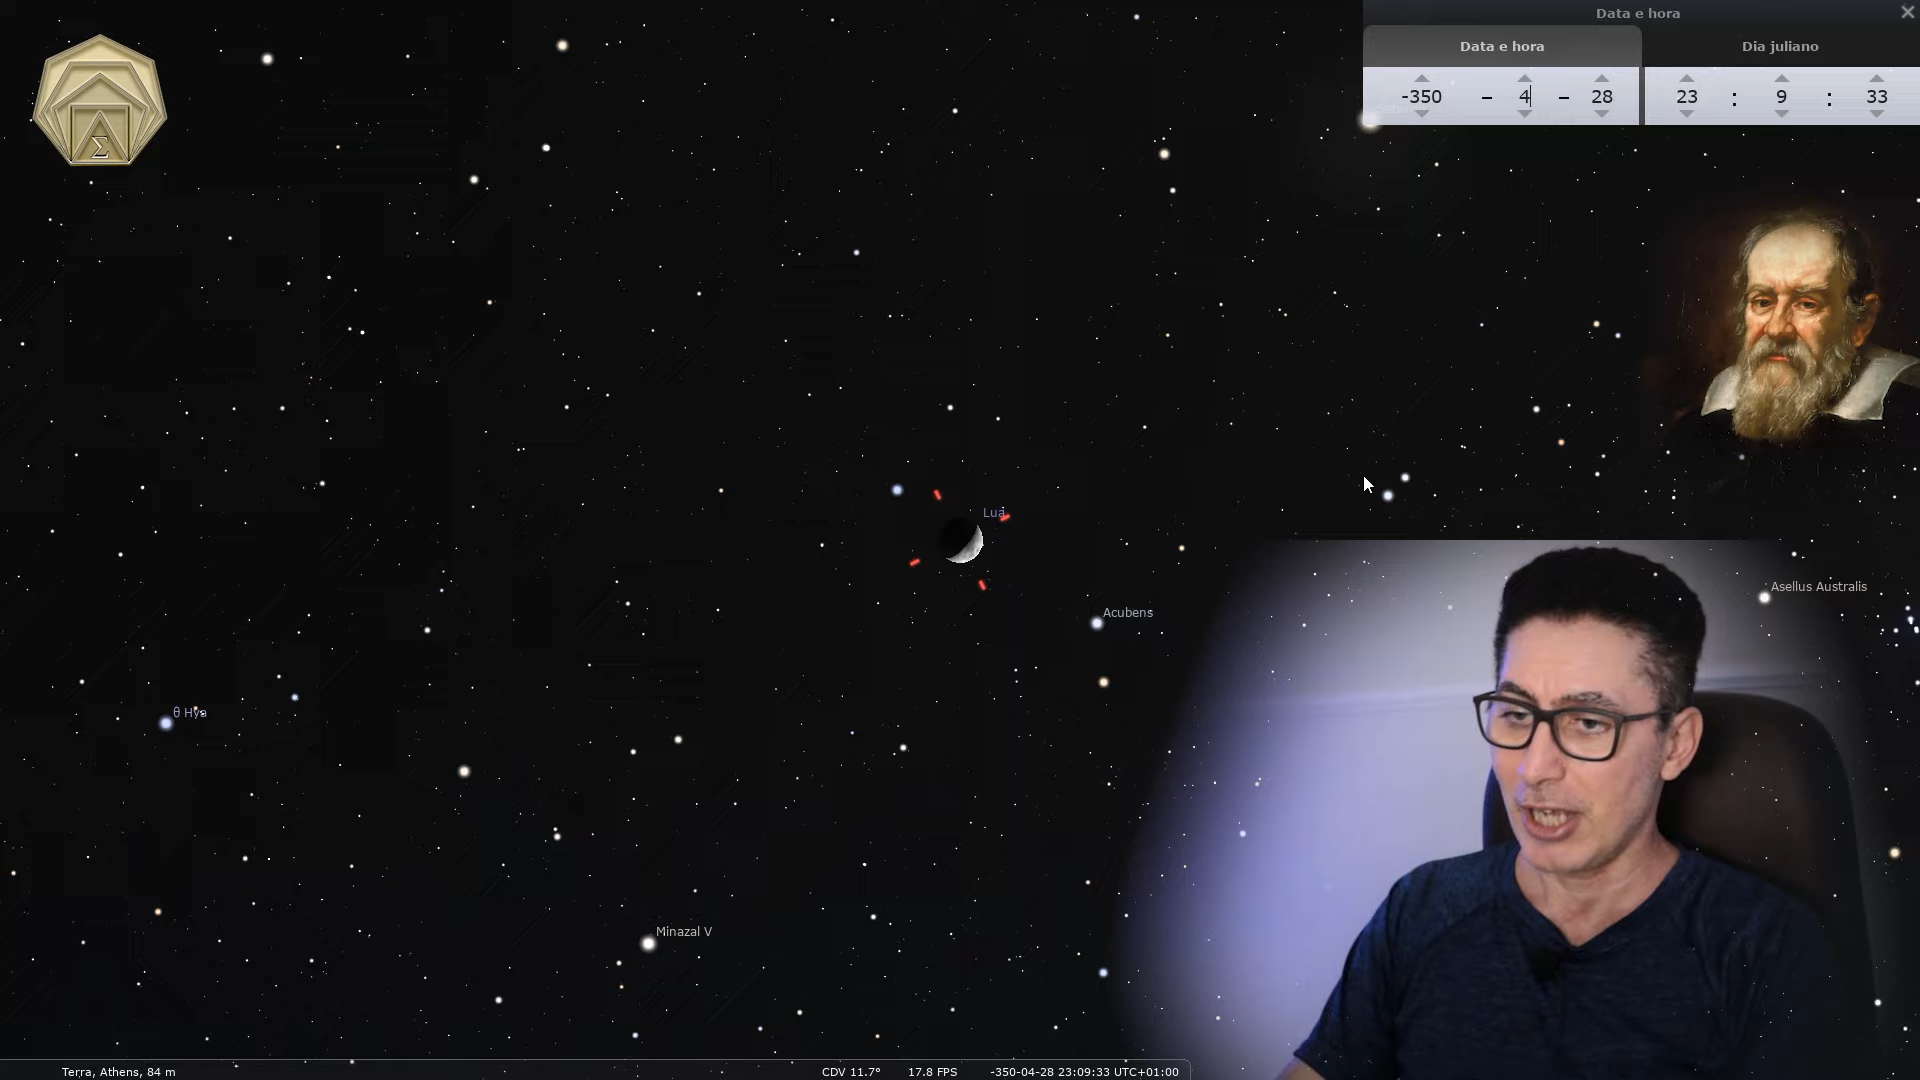 Data e hora
Data e hora
Dia juliano
-350 – 4 – 28
23 : 9 : 33
Σ
Lua
Acubens
Asellus Australis
θ Hya
Minazal V
Terra, Athens, 84 m
CDV 11.7°
17.8 FPS
-350-04-28 23:09:33 UTC+01:00